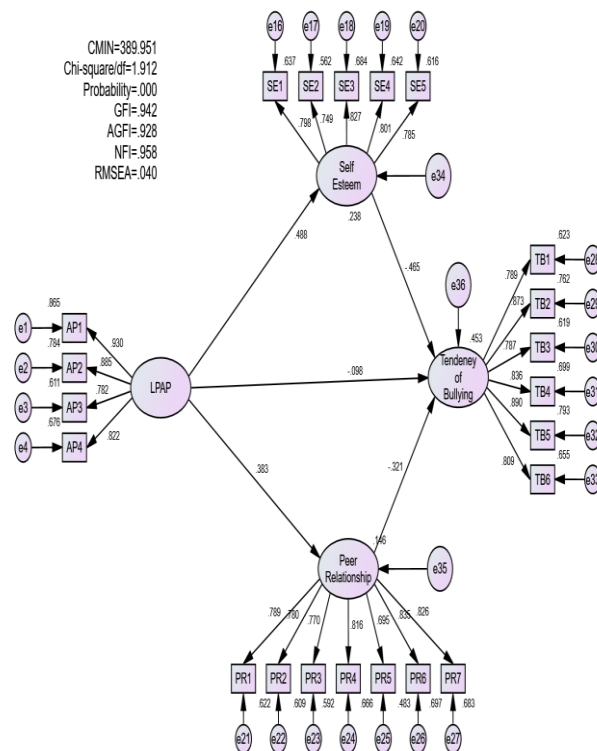 CMIN=389.951
Chi-square/df=1.912
Probability=.000
GFI=.942
AGFI=.928
NFI=.958
RMSEA=.040
e16 e17 e18 e19 e20
.637 .562 .684 .642 .616
SE1 SE2 SE3 SE4 SE5
.798 .749 .827 .801 .785
Self
Esteem
e34
.238
.488
-.465
e36
.453
.623
TB1
e28
.789
.762
TB2
e29
.873
.619
TB3
e30
.787
.699
TB4
e31
.836
.793
TB5
e32
.890
.655
TB6
e33
.809
Tendeney
of
Bullying
.865
e1
AP1
.930
.784
e2
AP2
.885
.611
e3
AP3
.782
.676
e4
AP4
.822
LPAP
-.098
.383
-.321
.146
Peer
Relationship
e35
.789 .780 .770 .816 .695 .835 .826
PR1 PR2 PR3 PR4 PR5 PR6 PR7
.622 .609 .592 .666 .483 .697 .683
e21 e22 e23 e24 e25 e26 e27